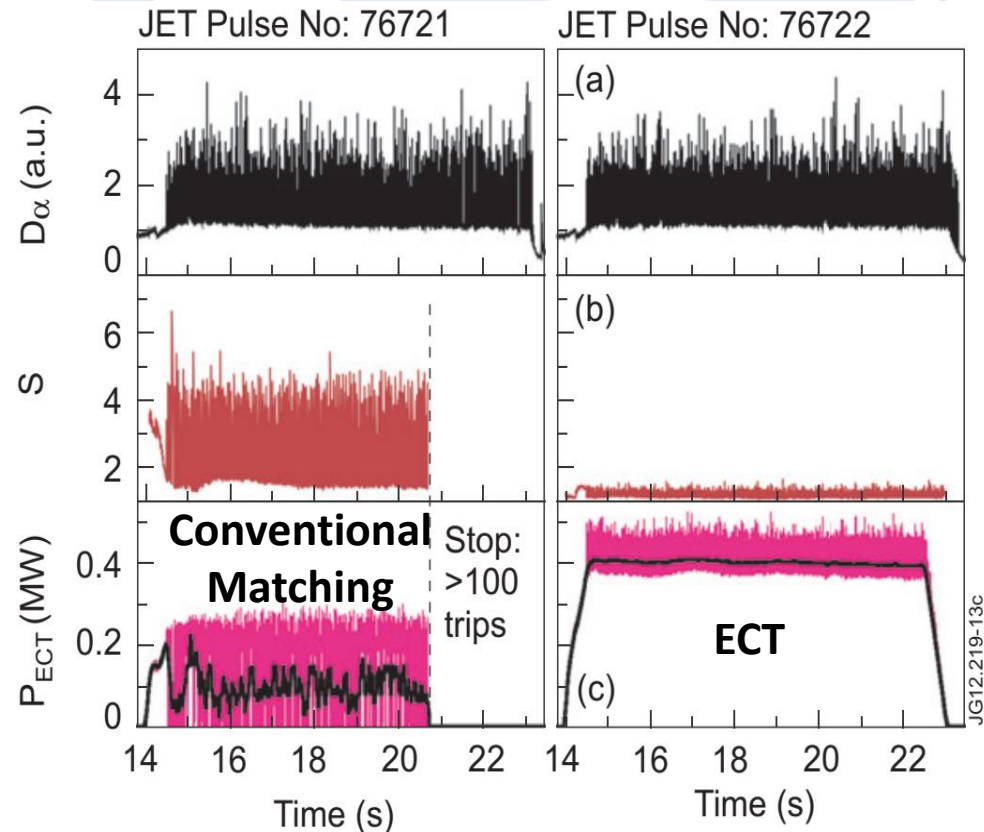 JET Pulse No: 76721
JET Pulse No: 76722
Dα (a.u.)
4
2
0
(a)
S
6
4
2
(b)
PECT (MW)
0.4
0.2
0
Conventional
Matching
Stop:
>100
trips
ECT
(c)
14 16 18 20 22
14 16 18 20 22
Time (s)
Time (s)
JG12.219-13c